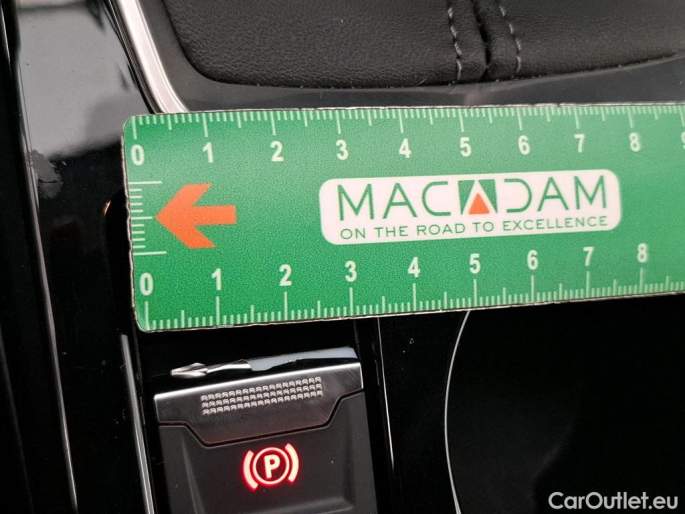 0 1 2 3 4 5 6 7 8 9
MACADAM
ON THE ROAD TO EXCELLENCE
0 1 2 3 4 5 6 7 8
P
CarOutlet.eu